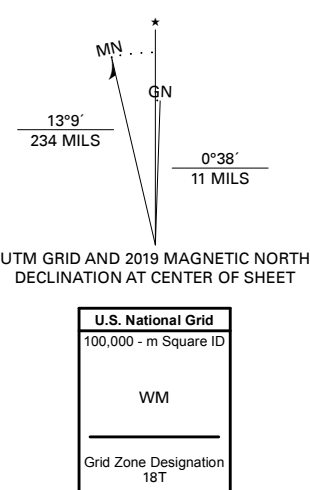 ★
MN
GN
13°9´
234 MILS
0°38´
11 MILS
UTM GRID AND 2019 MAGNETIC NORTH
DECLINATION AT CENTER OF SHEET
U.S. National Grid
100,000 - m Square ID
WM
Grid Zone Designation
18T